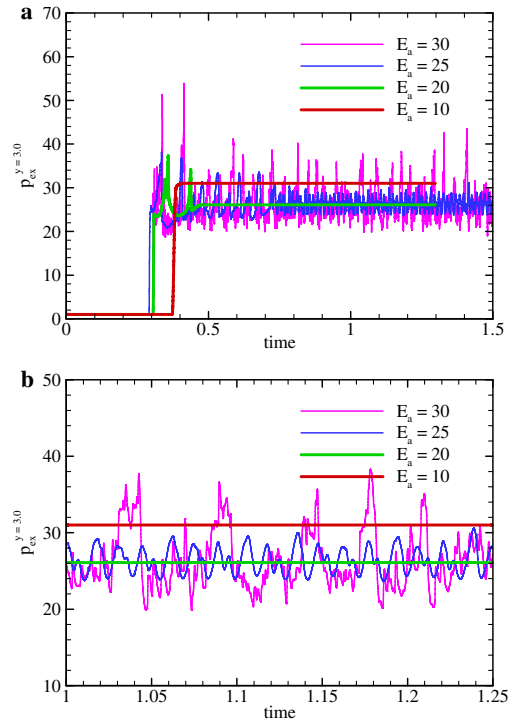 a
70
60
50
40
30
20
10
0
p_ex^y = 3.0
E_a = 30
E_a = 25
E_a = 20
E_a = 10
0
0.5
1
1.5
time
b
50
40
30
20
10
p_ex^y = 3.0
E_a = 30
E_a = 25
E_a = 20
E_a = 10
1
1.05
1.1
1.15
1.2
1.25
time